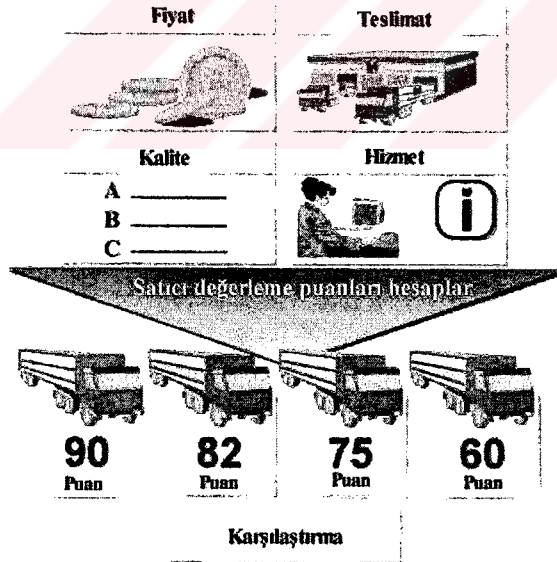 Fiyat Teslimat
Kalite Hizmet
A
B
C
i
Satıcı değerleme puanları hesaplar
90 82 75 60
Puan Puan Puan Puan
Karşılaştırma